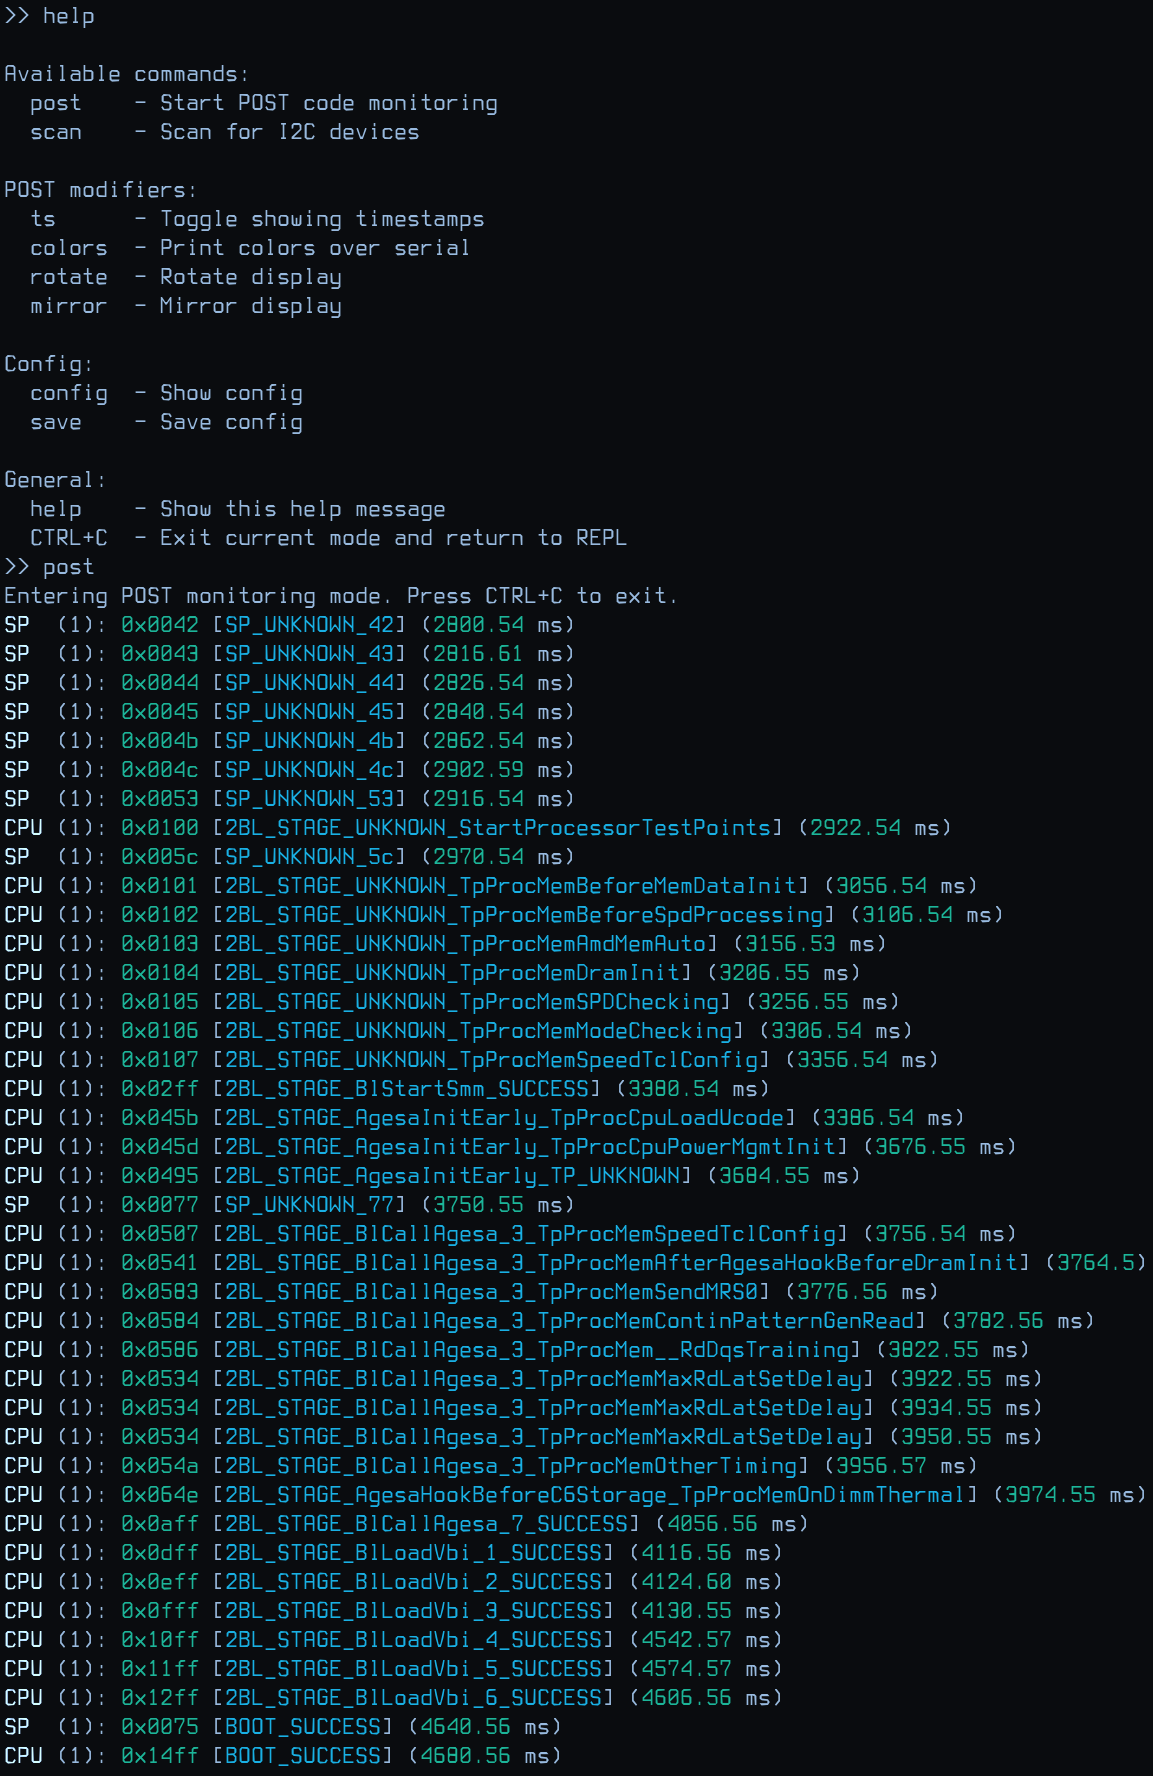 >> help
Available commands:
post - Start POST code monitoring
scan - Scan for I2C devices
POST modifiers:
ts - Toggle showing timestamps
colors - Print colors over serial
rotate - Rotate display
mirror - Mirror display
Config:
config - Show config
save - Save config
General:
help - Show this help message
CTRL+C - Exit current mode and return to REPL
>> post
Entering POST monitoring mode. Press CTRL+C to exit.
SP (1): 0x0042 [SP_UNKNOWN_42] (2800.54 ms)
SP (1): 0x0043 [SP_UNKNOWN_43] (2816.61 ms)
SP (1): 0x0044 [SP_UNKNOWN_44] (2826.54 ms)
SP (1): 0x0045 [SP_UNKNOWN_45] (2840.54 ms)
SP (1): 0x004b [SP_UNKNOWN_4b] (2862.54 ms)
SP (1): 0x004c [SP_UNKNOWN_4c] (2902.59 ms)
SP (1): 0x0053 [SP_UNKNOWN_53] (2916.54 ms)
CPU (1): 0x0100 [2BL_STAGE_UNKNOWN_StartProcessorTestPoints] (2922.54 ms)
SP (1): 0x005c [SP_UNKNOWN_5c] (2970.54 ms)
CPU (1): 0x0101 [2BL_STAGE_UNKNOWN_TpProcMemBeforeMemDataInit] (3056.54 ms)
CPU (1): 0x0102 [2BL_STAGE_UNKNOWN_TpProcMemBeforeSpdProcessing] (3106.54 ms)
CPU (1): 0x0103 [2BL_STAGE_UNKNOWN_TpProcMemAmdMemAuto] (3156.53 ms)
CPU (1): 0x0104 [2BL_STAGE_UNKNOWN_TpProcMemDramInit] (3206.55 ms)
CPU (1): 0x0105 [2BL_STAGE_UNKNOWN_TpProcMemSPDChecking] (3256.55 ms)
CPU (1): 0x0106 [2BL_STAGE_UNKNOWN_TpProcMemModeChecking] (3306.54 ms)
CPU (1): 0x0107 [2BL_STAGE_UNKNOWN_TpProcMemSpeedTclConfig] (3356.54 ms)
CPU (1): 0x02ff [2BL_STAGE_BlStartSmm_SUCCESS] (3380.54 ms)
CPU (1): 0x045b [2BL_STAGE_AgesaInitEarly_TpProcCpuLoadUcode] (3386.54 ms)
CPU (1): 0x045d [2BL_STAGE_AgesaInitEarly_TpProcCpuPowerMgmtInit] (3676.55 ms)
CPU (1): 0x0495 [2BL_STAGE_AgesaInitEarly_TP_UNKNOWN] (3684.55 ms)
SP (1): 0x0077 [SP_UNKNOWN_77] (3750.55 ms)
CPU (1): 0x0507 [2BL_STAGE_BlCallAgesa_3_TpProcMemSpeedTclConfig] (3756.54 ms)
CPU (1): 0x0541 [2BL_STAGE_BlCallAgesa_3_TpProcMemAfterAgesaHookBeforeDramInit] (3764.5)
CPU (1): 0x0583 [2BL_STAGE_BlCallAgesa_3_TpProcMemSendMRS0] (3776.56 ms)
CPU (1): 0x0584 [2BL_STAGE_BlCallAgesa_3_TpProcMemContinPatternGenRead] (3782.56 ms)
CPU (1): 0x0586 [2BL_STAGE_BlCallAgesa_3_TpProcMem__RdDqsTraining] (3822.55 ms)
CPU (1): 0x0534 [2BL_STAGE_BlCallAgesa_3_TpProcMemMaxRdLatSetDelay] (3922.55 ms)
CPU (1): 0x0534 [2BL_STAGE_BlCallAgesa_3_TpProcMemMaxRdLatSetDelay] (3934.55 ms)
CPU (1): 0x0534 [2BL_STAGE_BlCallAgesa_3_TpProcMemMaxRdLatSetDelay] (3950.55 ms)
CPU (1): 0x054a [2BL_STAGE_BlCallAgesa_3_TpProcMemOtherTiming] (3956.57 ms)
CPU (1): 0x064e [2BL_STAGE_AgesaHookBeforeC6Storage_TpProcMemOnDimmThermal] (3974.55 ms)
CPU (1): 0x0aff [2BL_STAGE_BlCallAgesa_7_SUCCESS] (4056.56 ms)
CPU (1): 0x0dff [2BL_STAGE_BlLoadVbi_1_SUCCESS] (4116.56 ms)
CPU (1): 0x0eff [2BL_STAGE_BlLoadVbi_2_SUCCESS] (4124.60 ms)
CPU (1): 0x0fff [2BL_STAGE_BlLoadVbi_3_SUCCESS] (4130.55 ms)
CPU (1): 0x10ff [2BL_STAGE_BlLoadVbi_4_SUCCESS] (4542.57 ms)
CPU (1): 0x11ff [2BL_STAGE_BlLoadVbi_5_SUCCESS] (4574.57 ms)
CPU (1): 0x12ff [2BL_STAGE_BlLoadVbi_6_SUCCESS] (4606.56 ms)
SP (1): 0x0075 [BOOT_SUCCESS] (4640.56 ms)
CPU (1): 0x14ff [BOOT_SUCCESS] (4680.56 ms)